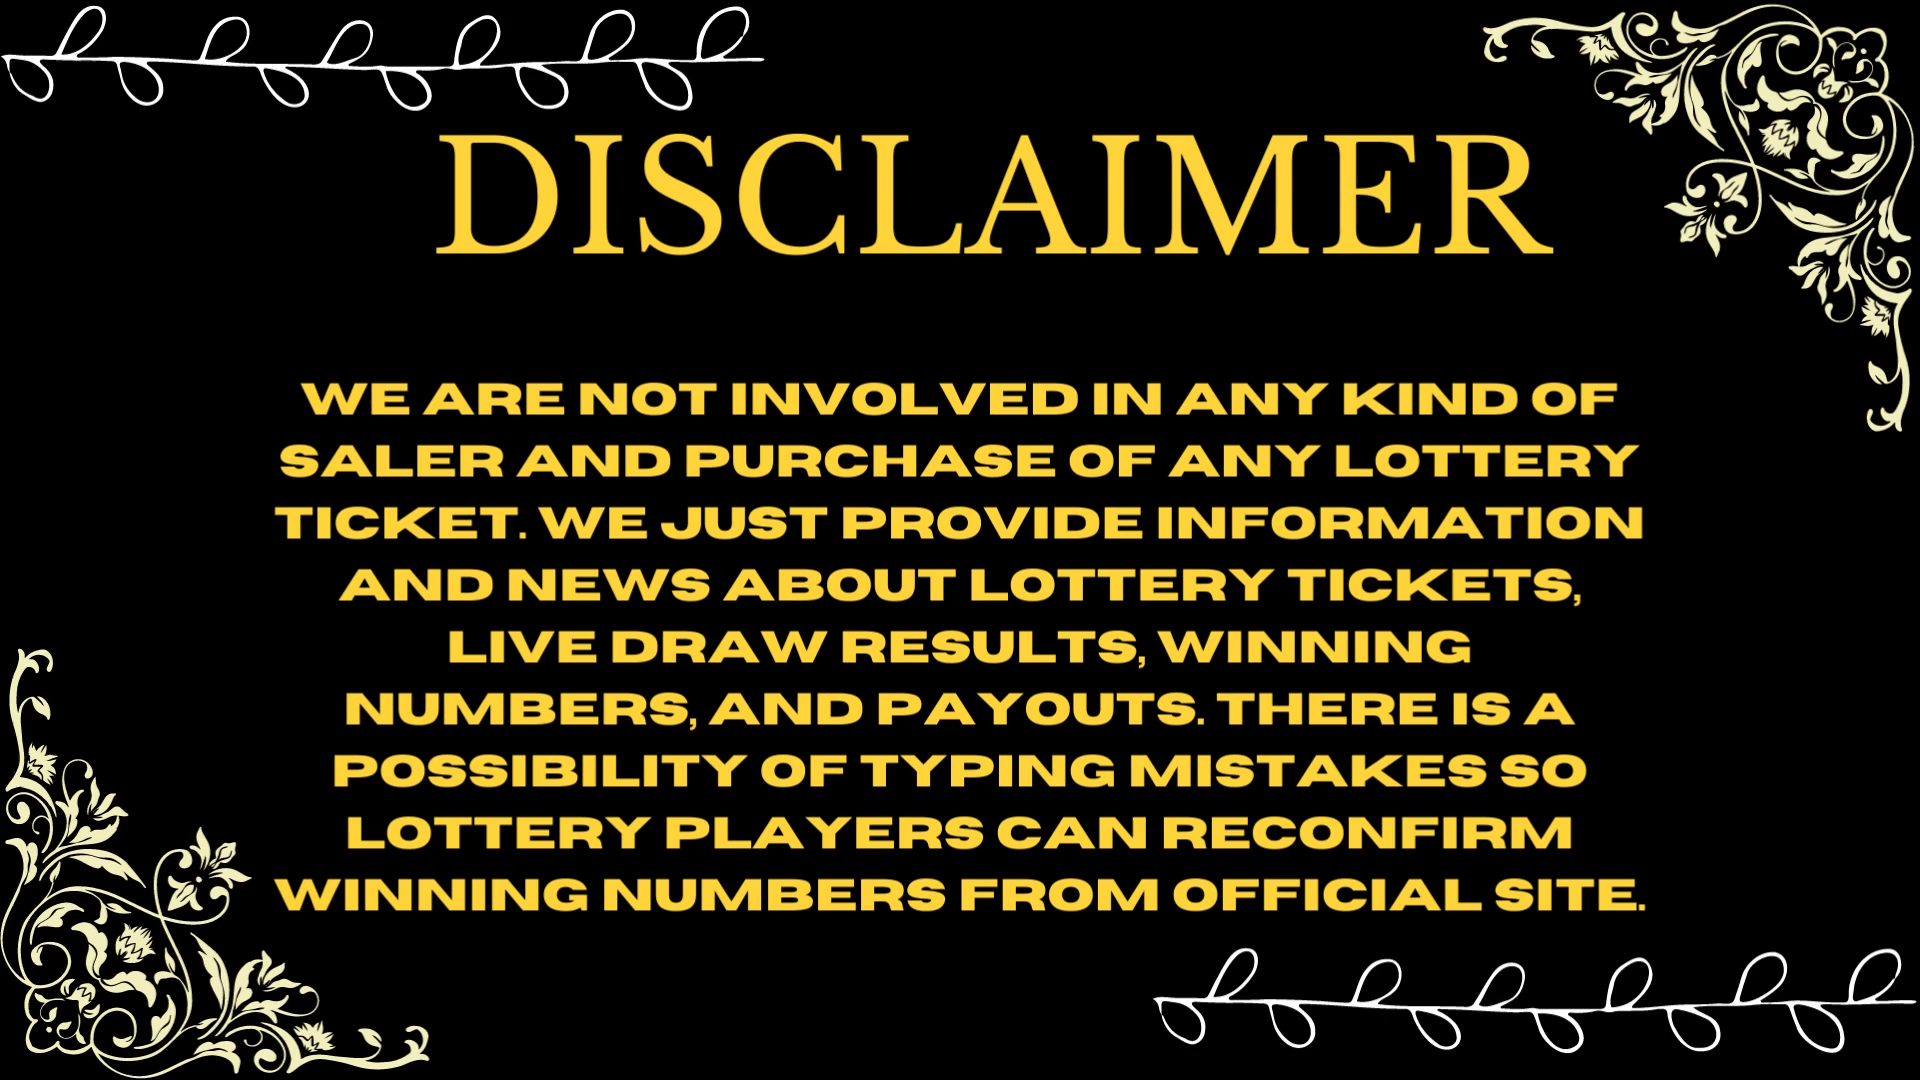 DISCLAIMER
WE ARE NOT INVOLVED IN ANY KIND OF
SALER AND PURCHASE OF ANY LOTTERY
TICKET. WE JUST PROVIDE INFORMATION
AND NEWS ABOUT LOTTERY TICKETS,
LIVE DRAW RESULTS, WINNING
NUMBERS, AND PAYOUTS. THERE IS A
POSSIBILITY OF TYPING MISTAKES SO
LOTTERY PLAYERS CAN RECONFIRM
WINNING NUMBERS FROM OFFICIAL SITE.